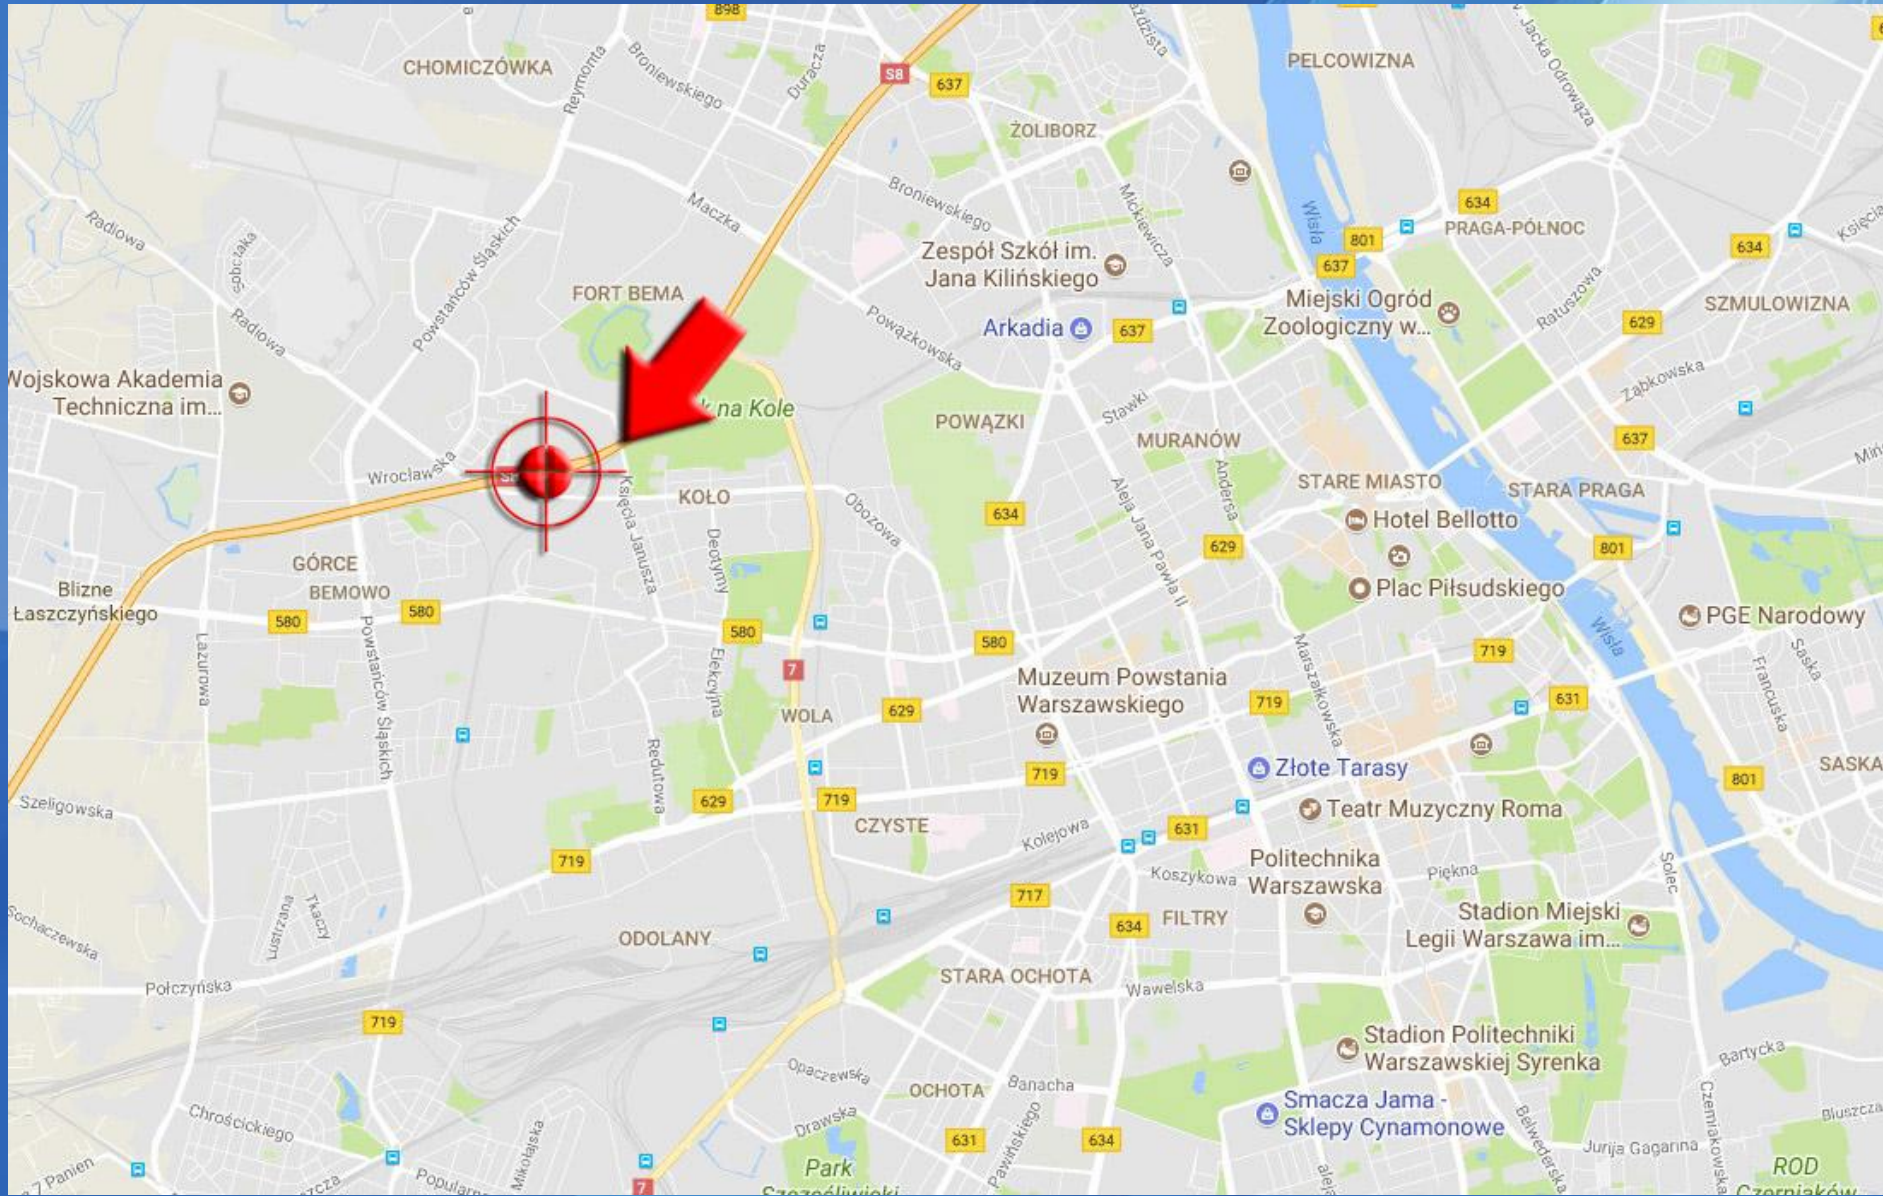 898
CHOMICZÓWKA
Reymonta
Broniewskiego
Duracza
S8
637
PELCOWIZNA
ŻOLIBORZ
Maczka
Broniewskiego
Mickiewicza
Wisła
634
801
PRAGA-PÓŁNOC
637
634
Radiowa
Sobczaka
Powstańców Śląskich
Zespół Szkół im.
Jana Kilińskiego
FORT BEMA
Radiowa
Powązkowska
Arkadia
637
Miejski Ogród
Zoologiczny w...
Ratuszowa
629
SZMULOWIZNA
Wojskowa Akademia
Techniczna im...
na Kole
POWĄZKI
Stawki
MURANÓW
Ząbkowska
637
Wrocławska
KOŁO
Księcia Janusza
Deotymy
Obozowa
634
Aleja Jana Pawła II
Andersa
629
STARE MIASTO
STARA PRAGA
Hotel Bellotto
801
Plac Piłsudskiego
GÓRCE
BEMOWO
Blizne
Łaszczyńskiego
580
580
580
580
PGE Narodowy
Wisła
719
Lazurowa
Powstańców Śląskich
Elekcyjna
7
Muzeum Powstania
Warszawskiego
719
Marszałkowska
631
Francuska
Saska
WOLA
629
Redutowa
719
Złote Tarasy
801
SASKA
Szeligowska
629
719
CZYSTE
Kolejowa
631
Teatr Muzyczny Roma
719
Koszykowa
Politechnika
Warszawska
Piękna
Solec
Lustrzana
Tkaczy
717
634
FILTRY
Stadion Miejski
Legii Warszawa im...
Sochaczewska
ODOLANY
STARA OCHOTA
Wawelska
Połczyńska
719
Stadion Politechniki
Warszawskiej Syrenka
Bartycka
Opaczewska
OCHOTA
Banacha
Smacza Jama -
Sklepy Cynamonowe
Chrościckiego
Drawska
Pawińskiego
631
634
Belwederska
Jurija Gagarina
Czerniakowska
Mikołajska
7
Park
ROD